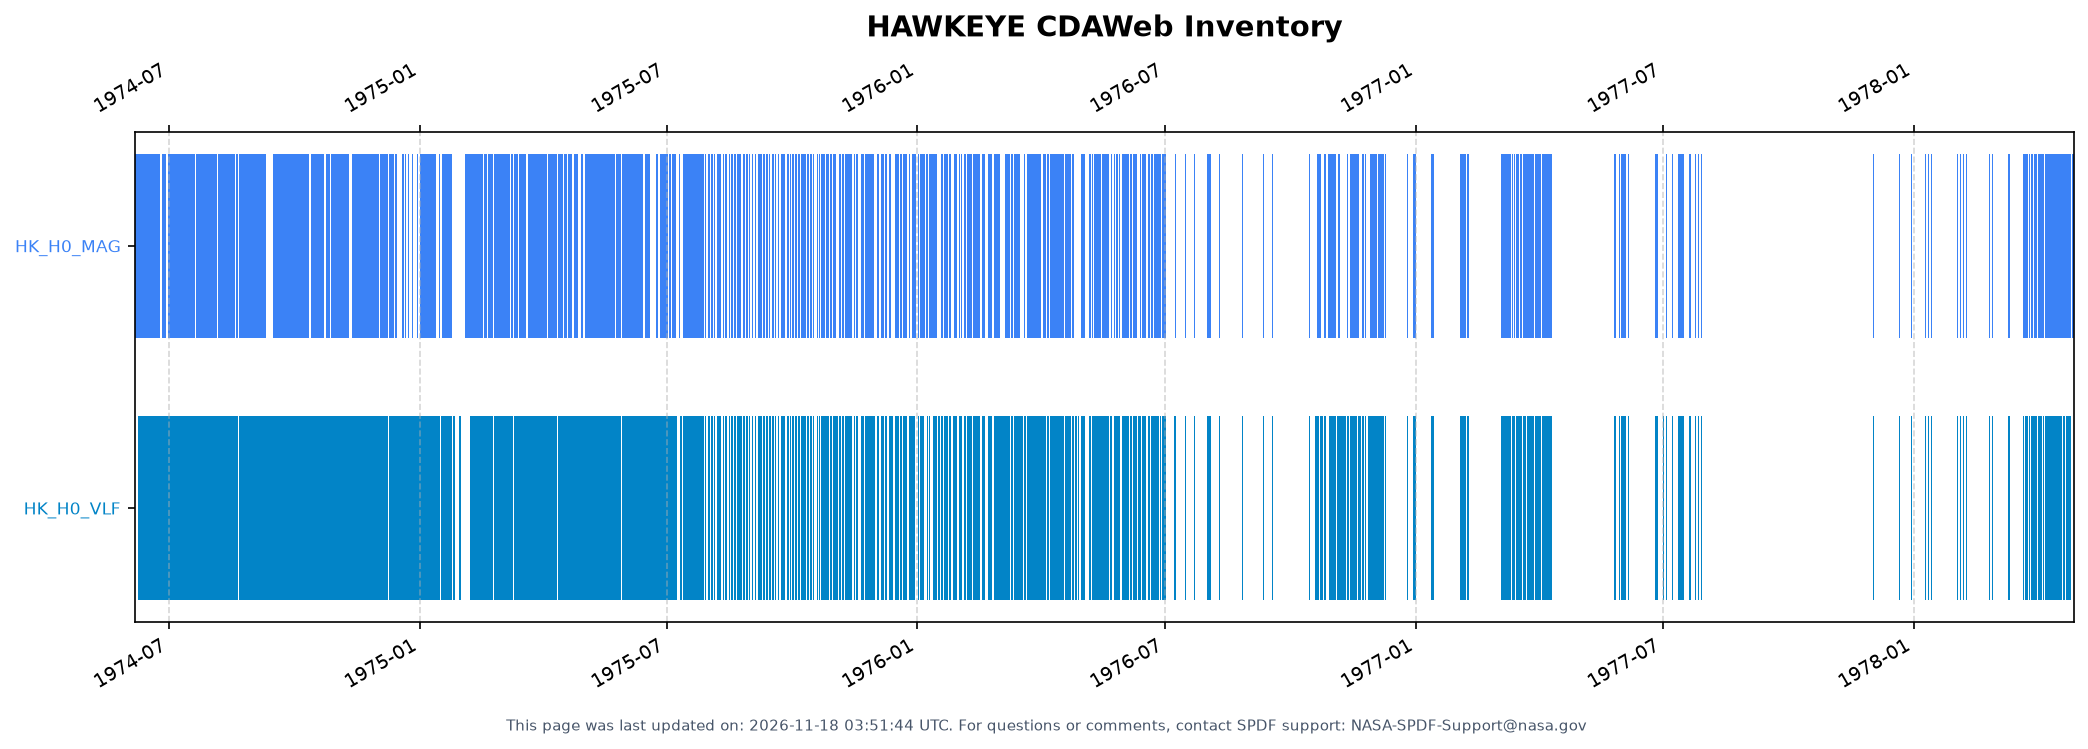 HAWKEYE CDAWeb Inventory
1974-07 1975-01 1975-07 1976-01 1976-07 1977-01 1977-07 1978-01
HK_H0_MAG
HK_H0_VLF
1974-07 1975-01 1975-07 1976-01 1976-07 1977-01 1977-07 1978-01
This page was last updated on: 2026-11-18 03:51:44 UTC. For questions or comments, contact SPDF support: NASA-SPDF-Support@nasa.gov